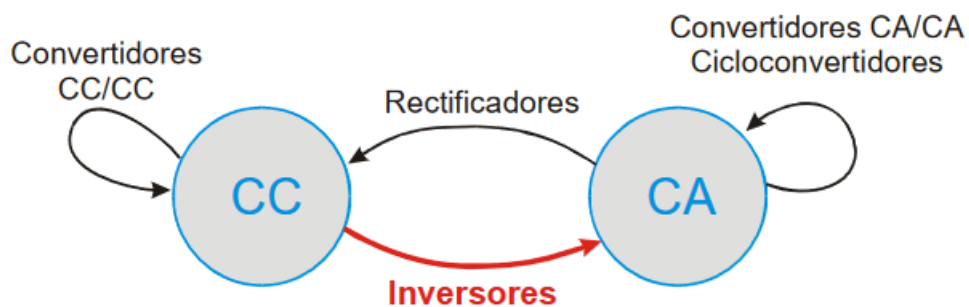 Convertidores
CC/CC
Rectificadores
Convertidores CA/CA
Cicloconvertidores
CC
CA
Inversores